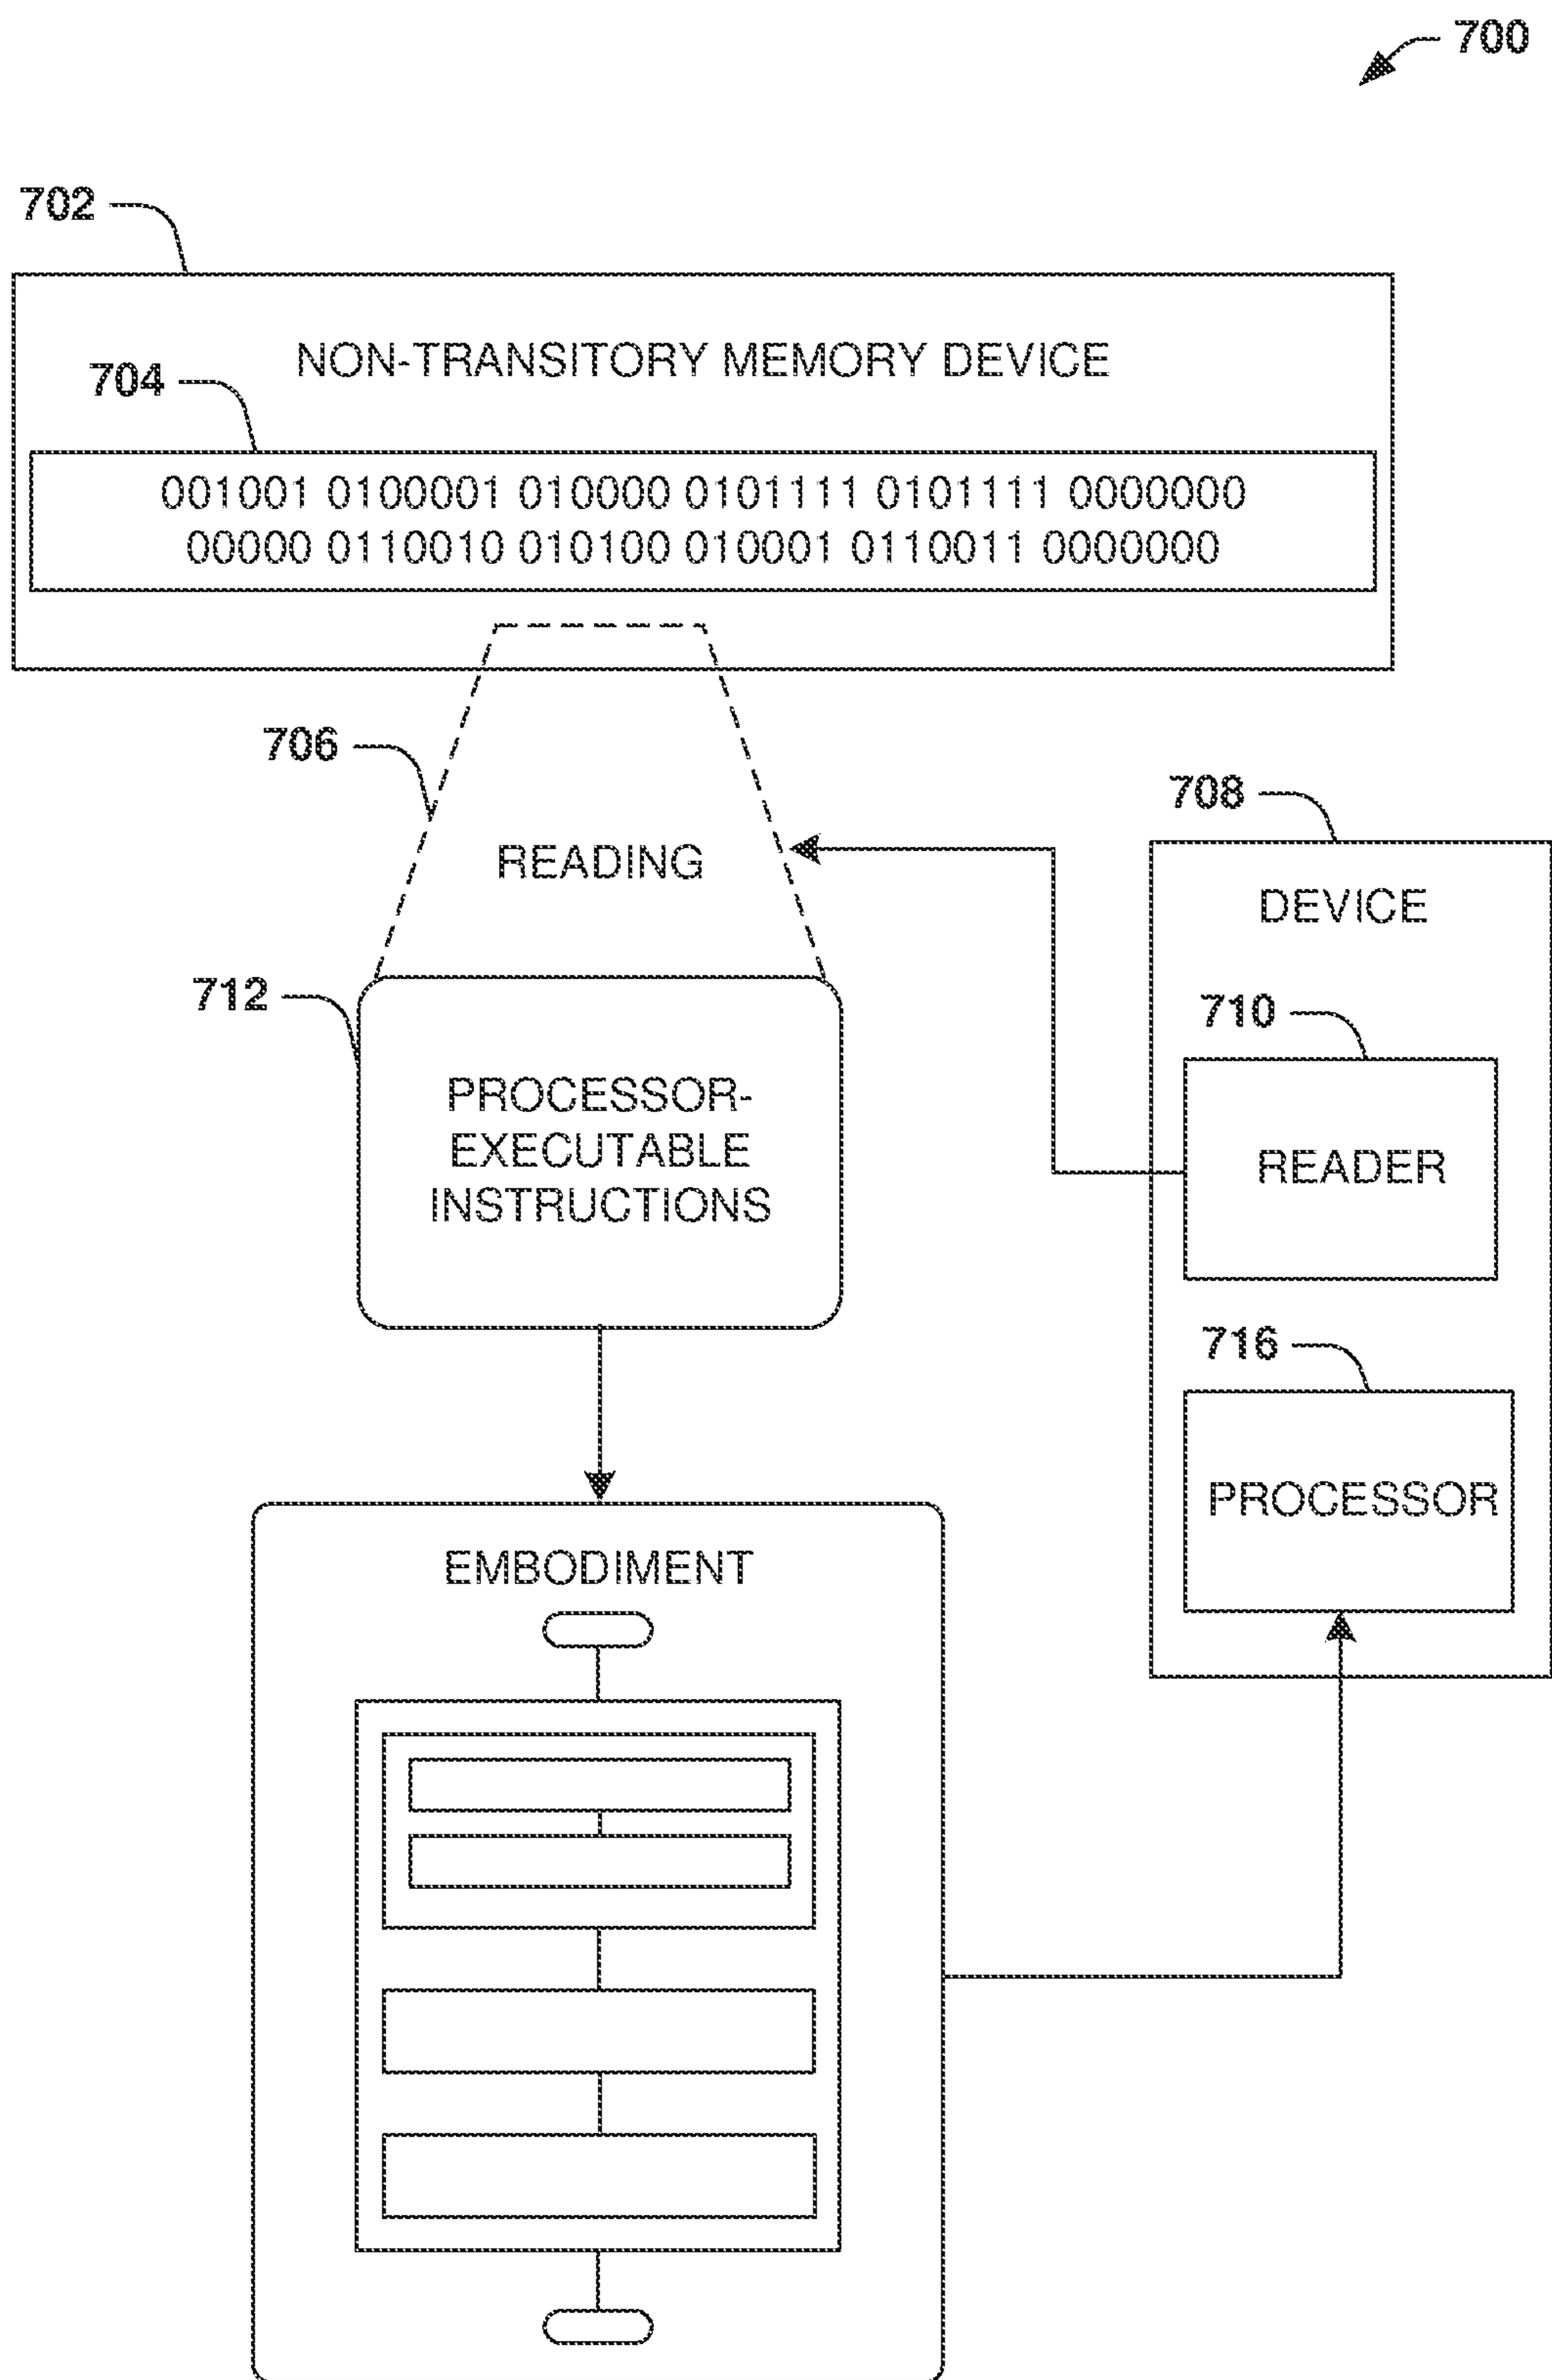 700
702
NON-TRANSITORY MEMORY DEVICE
704
001001 0100001 010000 0101111 0101111 0000000
00000 0110010 010100 010001 0110011 0000000
706
READING
708
DEVICE
710
READER
712
PROCESSOR-
EXECUTABLE
INSTRUCTIONS
716
PROCESSOR
EMBODIMENT